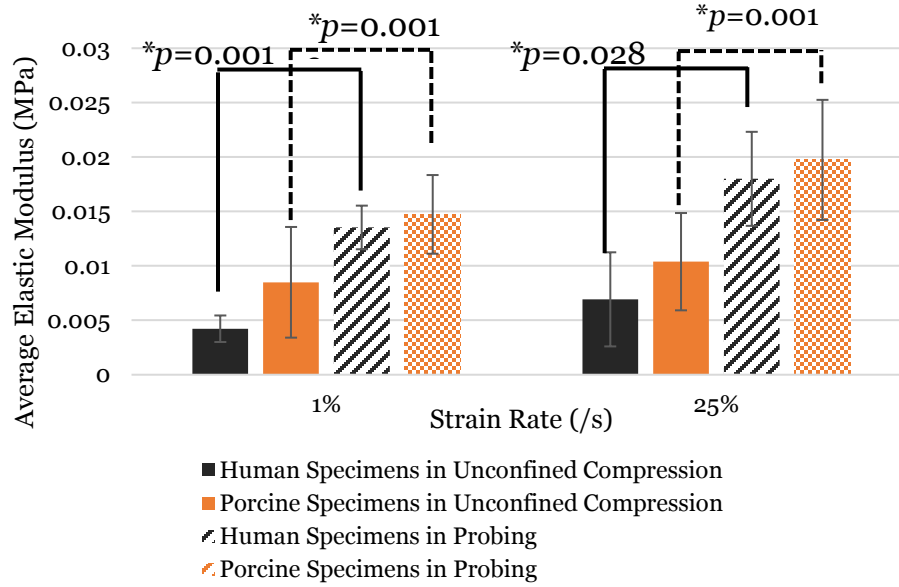 *p=0.001
*p=0.001
*p=0.001
*p=0.028
0.03
0.025
0.02
0.015
0.01
0.005
0
Average Elastic Modulus (MPa)
1%
25%
Strain Rate (/s)
Human Specimens in Unconfined Compression
Porcine Specimens in Unconfined Compression
Human Specimens in Probing
Porcine Specimens in Probing